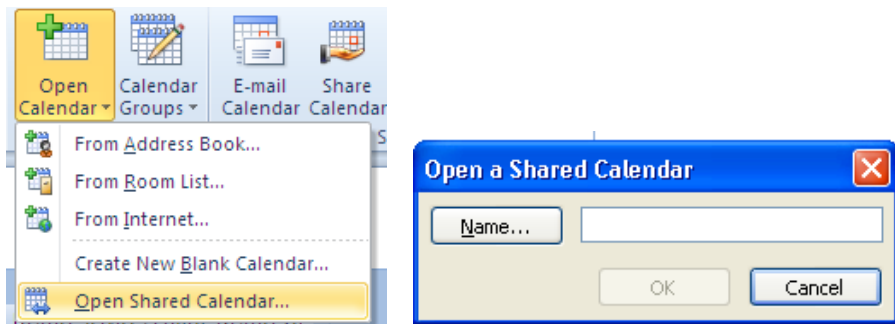 Open Calendar
Calendar Groups
E-mail Calendar
Share Calendar
S
From Address Book...
From Room List...
From Internet...
Create New Blank Calendar...
Open Shared Calendar...
Open a Shared Calendar
Name...
OK
Cancel